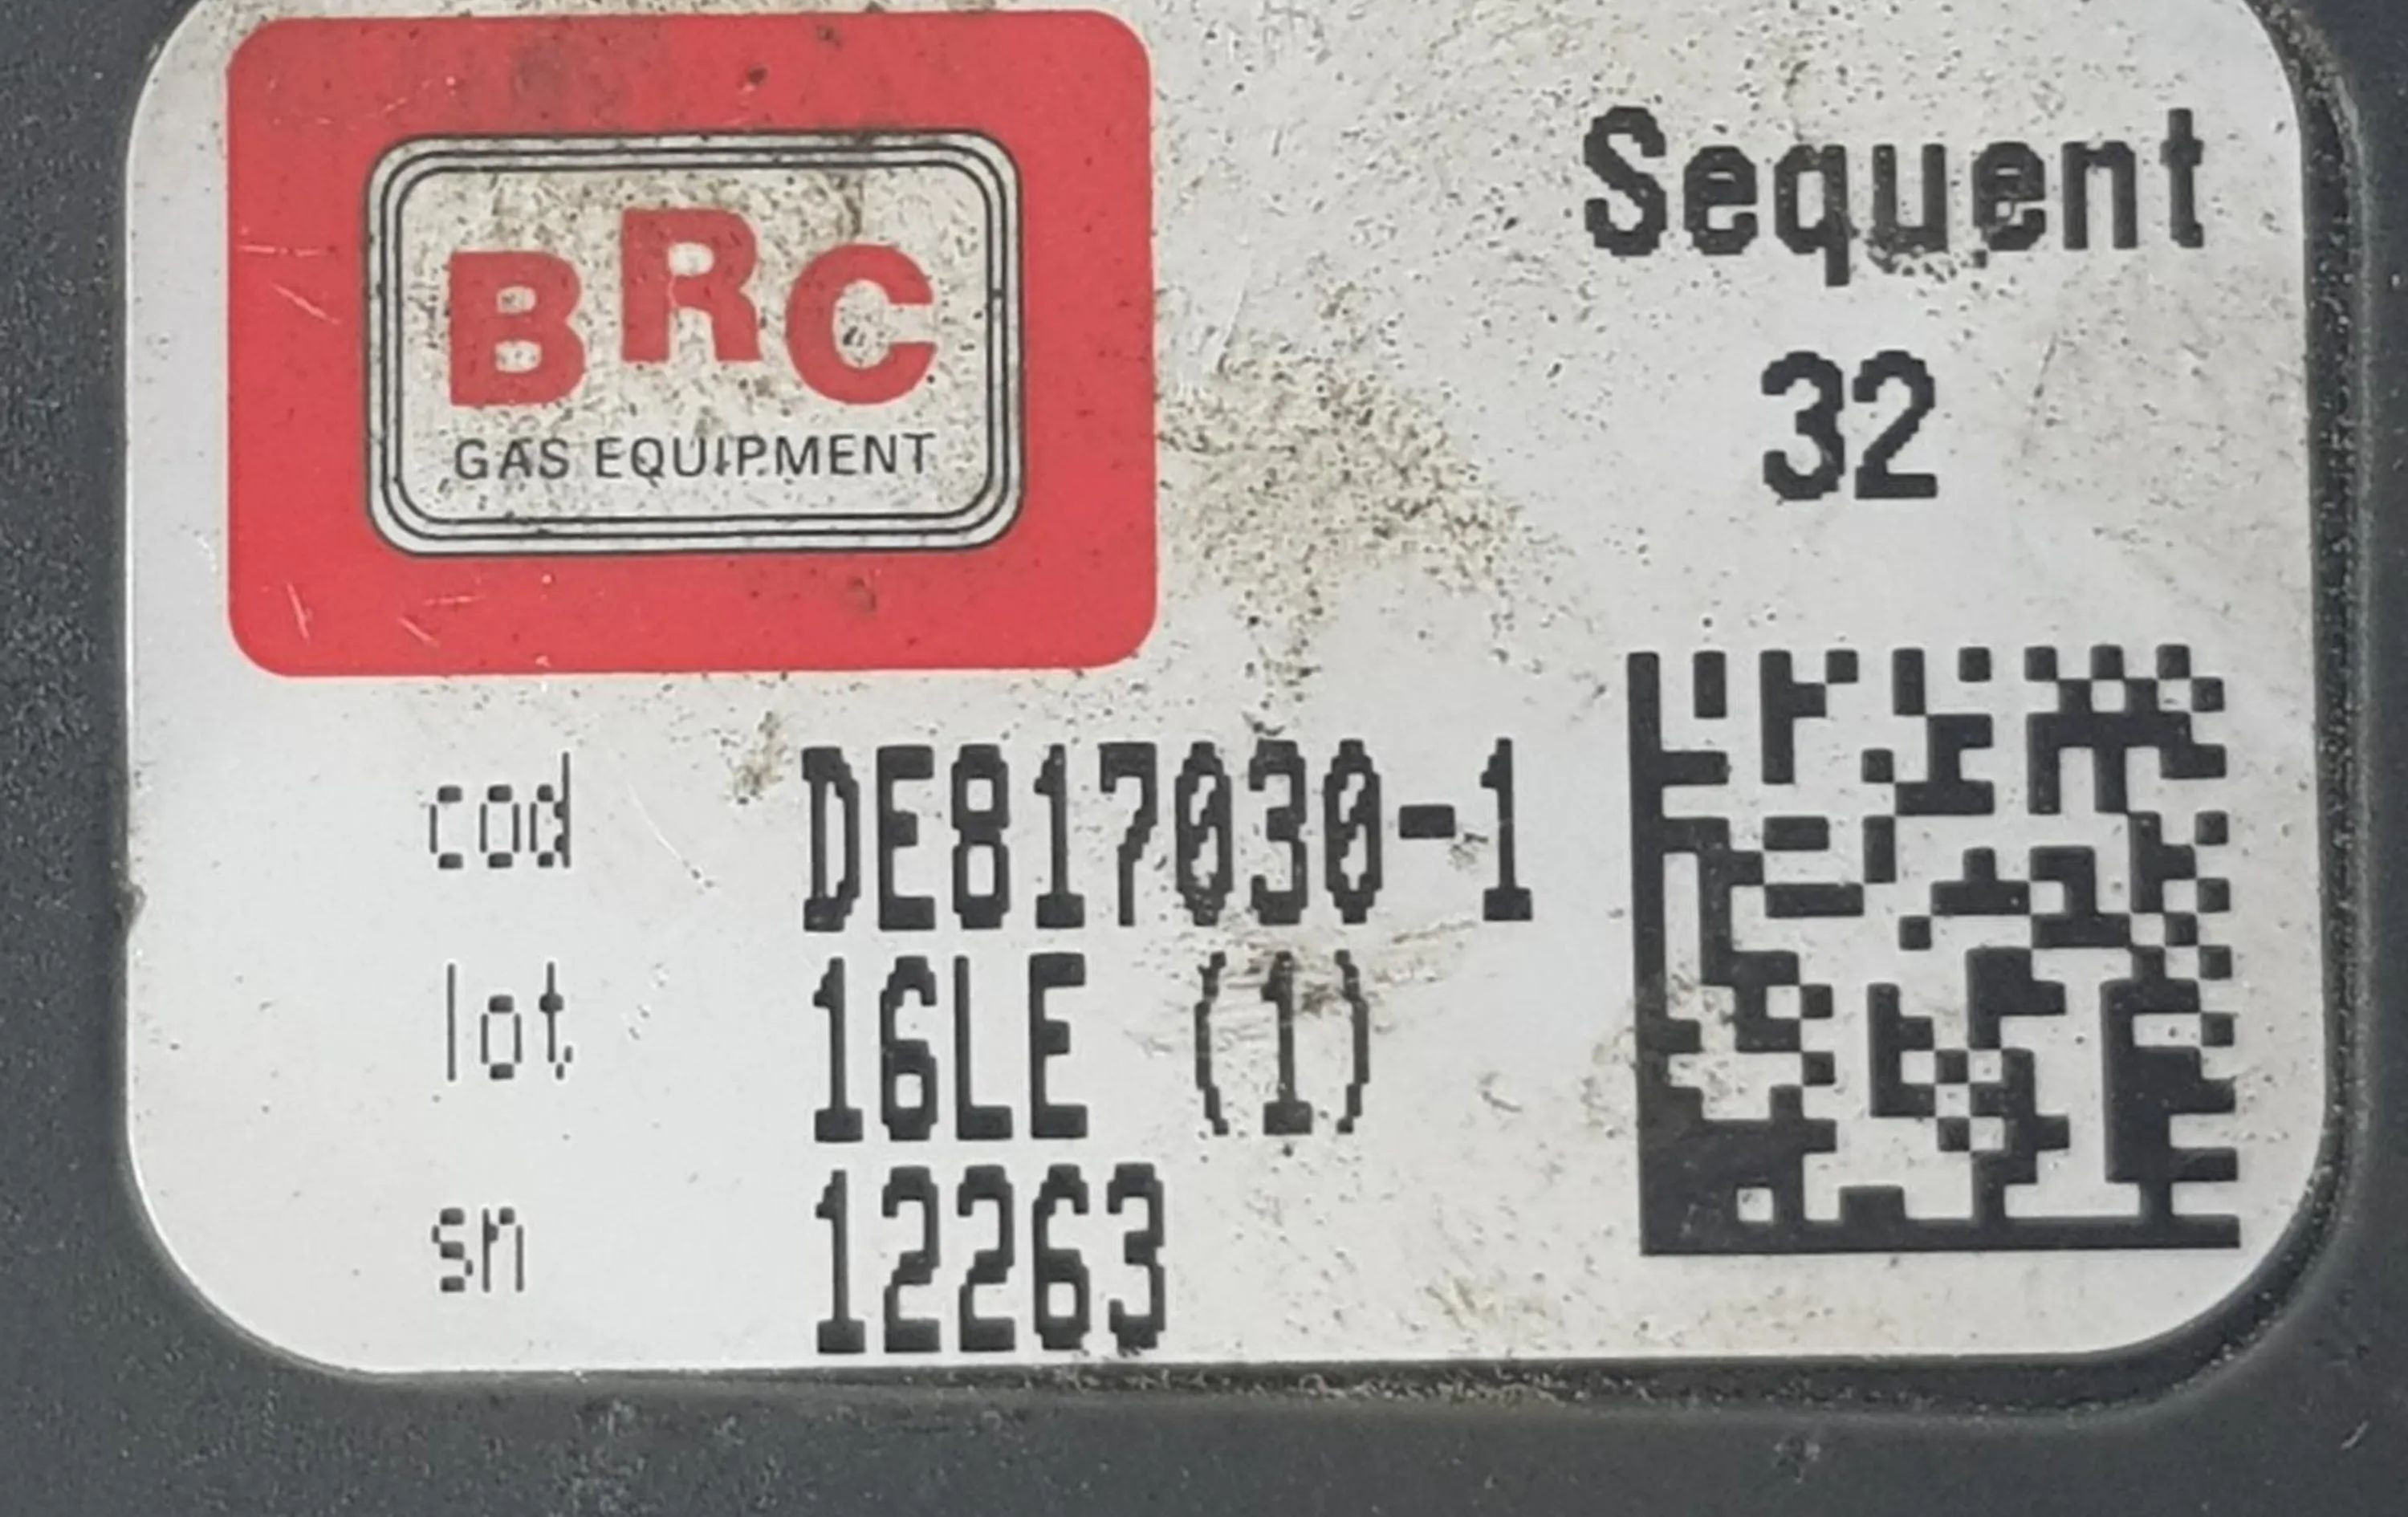 BRC
GAS EQUIPMENT
Sequent
32
cod DE817030-1
lot 16LE (1)
sn 12263